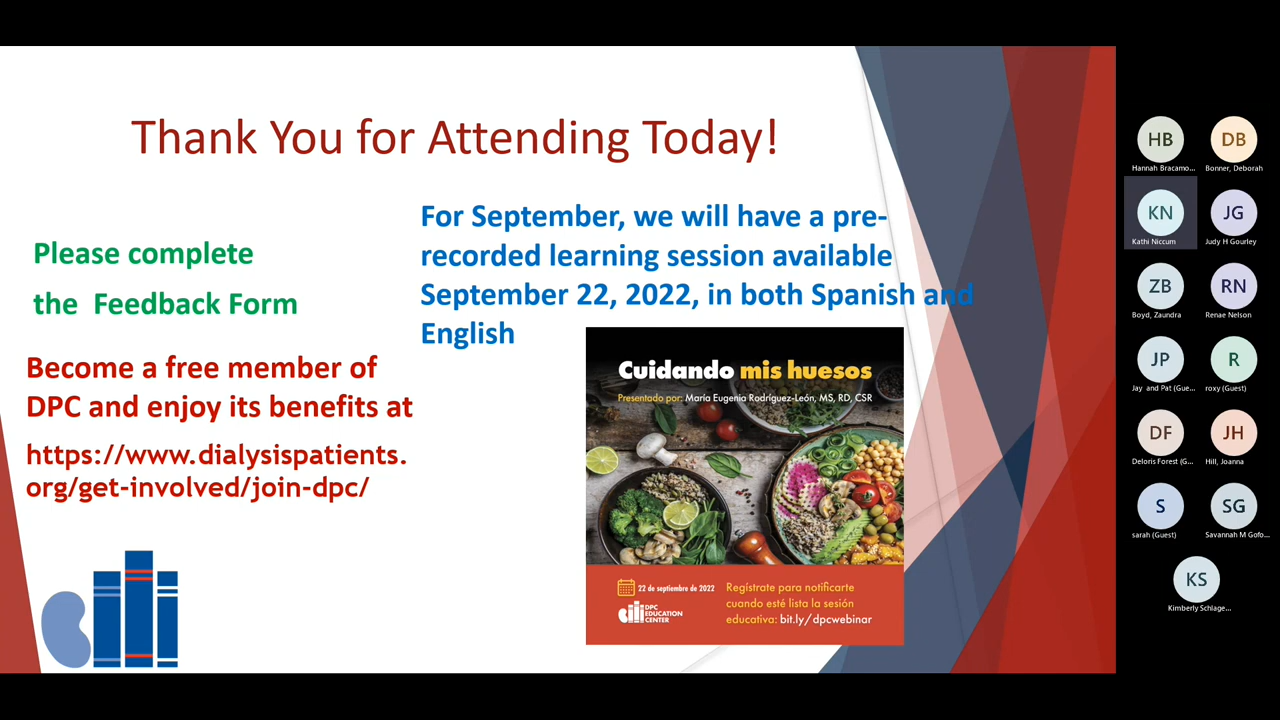 Thank You for Attending Today!
Please complete
the Feedback Form
Become a free member of
DPC and enjoy its benefits at
https://www.dialysispatients.
org/get-involved/join-dpc/
For September, we will have a pre-
recorded learning session available
September 22, 2022, in both Spanish and
English
Cuidando mis huesos
Presentado por: María Eugenia Rodríguez-León, MS, RD, CSR
22 de septiembre de 2022
DPC
EDUCATION
CENTER
Regístrate para notificarte
cuando esté lista la sesión
educativa: bit.ly/dpcwebinar
HB
Hannah Bracamo...
DB
Bonner, Deborah
KN
Kathi Niccum
JG
Judy H Gourley
ZB
Boyd, Zaundra
RN
Renae Nelson
JP
Jay and Pat (Gue...
R
roxy (Guest)
DF
Deloris Forest (G...
JH
Hill, Joanna
S
sarah (Guest)
SG
Savannah M Gofo...
KS
Kimberly Schlage...